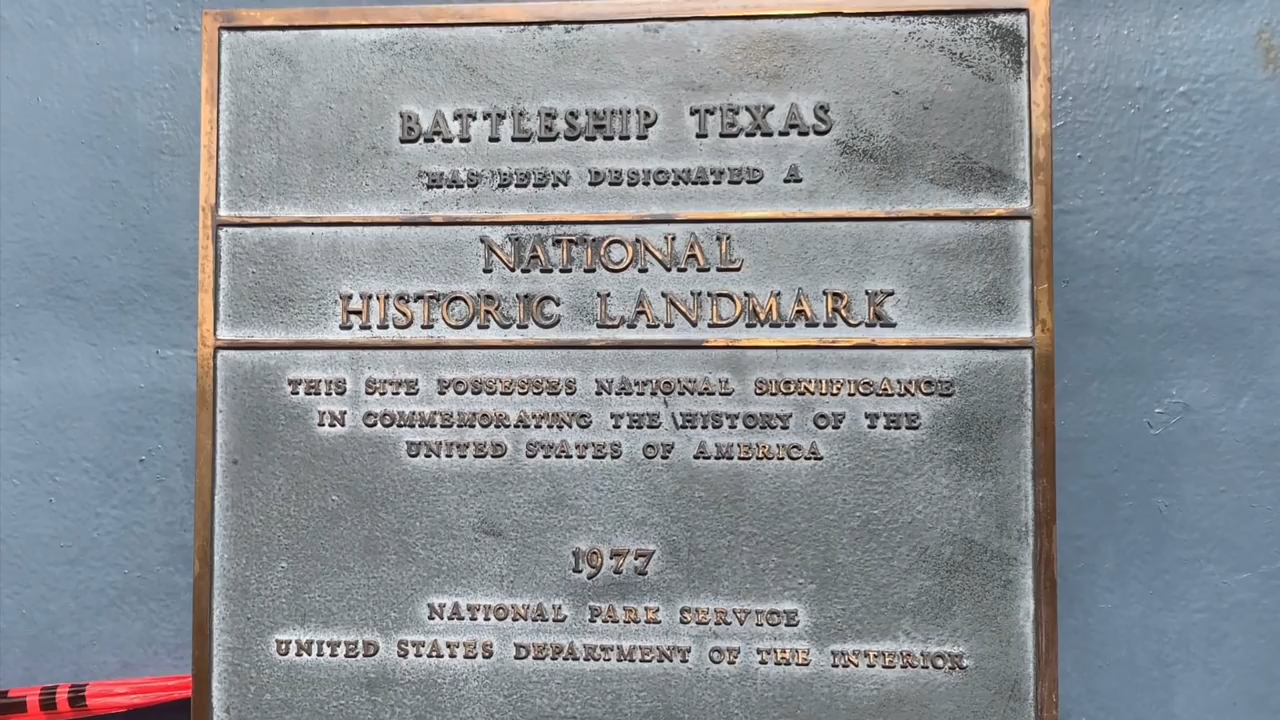 BATTLESHIP TEXAS
HAS BEEN DESIGNATED A
NATIONAL
HISTORIC LANDMARK
THIS SITE POSSESSES NATIONAL SIGNIFICANCE
IN COMMEMORATING THE HISTORY OF THE
UNITED STATES OF AMERICA
1977
NATIONAL PARK SERVICE
UNITED STATES DEPARTMENT OF THE INTERIOR